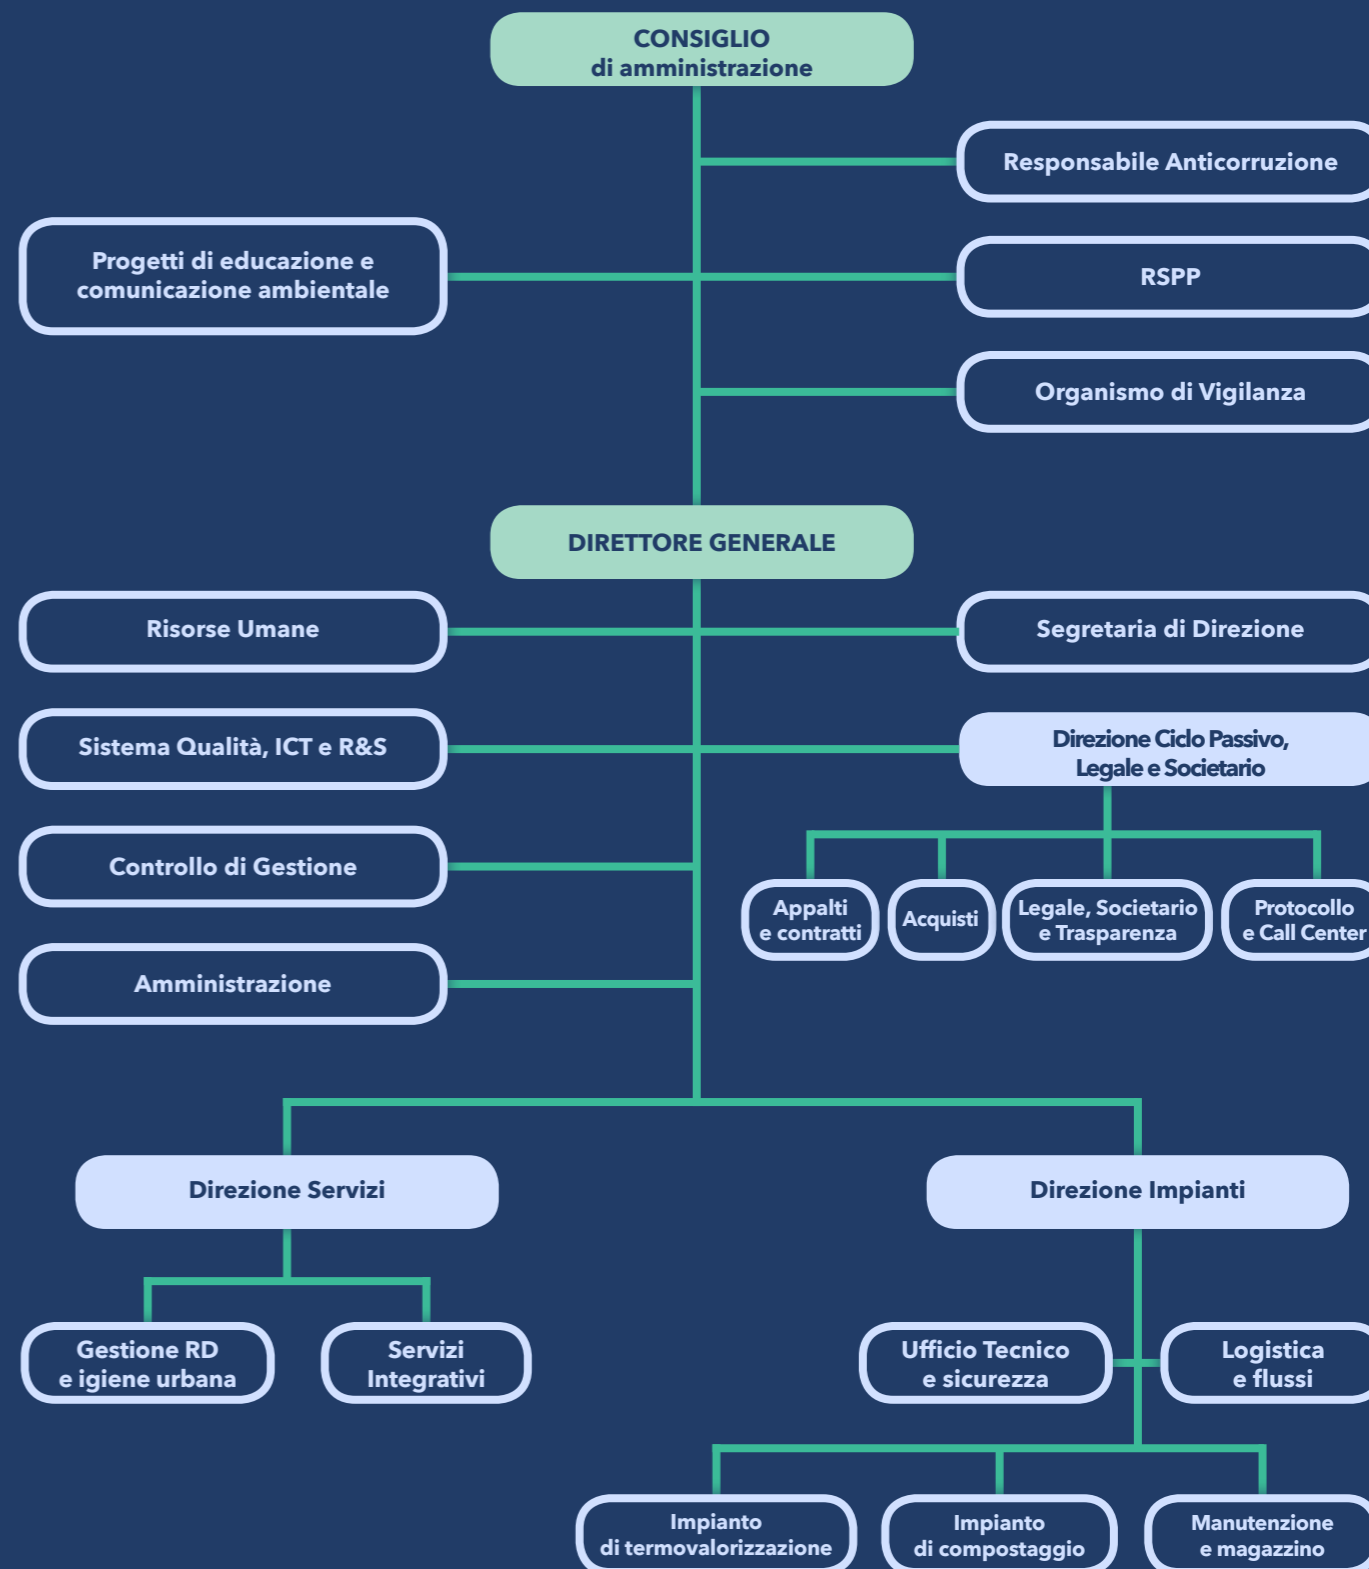 CONSIGLIO
di amministrazione
Responsabile Anticorruzione
Progetti di educazione e
comunicazione ambientale
RSPP
Organismo di Vigilanza
DIRETTORE GENERALE
Risorse Umane
Segretaria di Direzione
Sistema Qualità, ICT e R&S
Direzione Ciclo Passivo,
Legale e Societario
Controllo di Gestione
Appalti
e contratti
Acquisti
Legale, Societario
e Trasparenza
Protocollo
e Call Center
Amministrazione
Direzione Servizi
Direzione Impianti
Gestione RD
e igiene urbana
Servizi
Integrativi
Ufficio Tecnico
e sicurezza
Logistica
e flussi
Impianto
di termovalorizzazione
Impianto
di compostaggio
Manutenzione
e magazzino